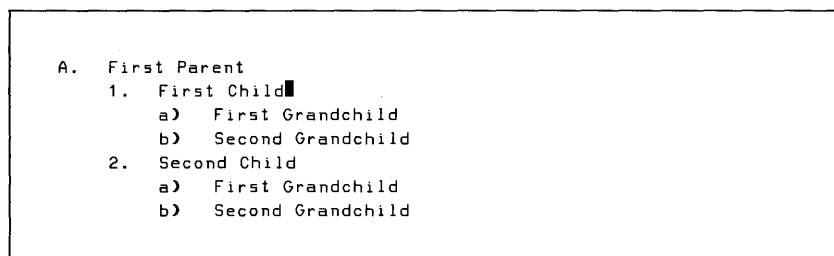 A. First Parent
1. First Child
a) First Grandchild
b) Second Grandchild
2. Second Child
a) First Grandchild
b) Second Grandchild